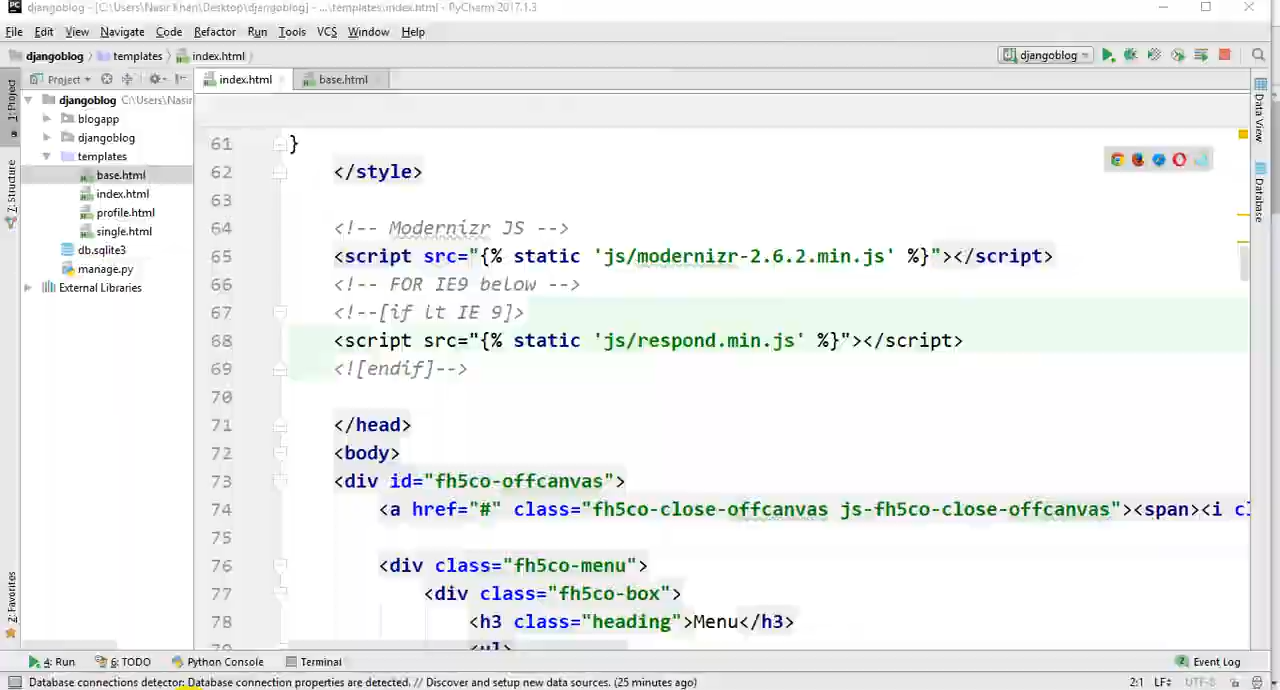 djangoblog - [C:\Users\Nasir Khan\Desktop\djangoblog] - ...\templates\index.html - PyCharm 2017.1.3
File Edit View Navigate Code Refactor Run Tools VCS Window Help
djangoblog templates index.html djangoblog
Project index.html base.html
1: Project
Z: Structure
2: Favorites
Data View
Database
djangoblog C:\Users\Nasir
blogapp
djangoblog
templates
base.html
index.html
profile.html
single.html
db.sqlite3
manage.py
External Libraries
61 }
62 </style>
63
64 <!-- Modernizr JS -->
65 <script src="{% static 'js/modernizr-2.6.2.min.js' %}"></script>
66 <!-- FOR IE9 below -->
67 <!--[if lt IE 9]>
68 <script src="{% static 'js/respond.min.js' %}"></script>
69 <![endif]-->
70
71 </head>
72 <body>
73 <div id="fh5co-offcanvas">
74 <a href="#" class="fh5co-close-offcanvas js-fh5co-close-offcanvas"><span><i cl
75
76 <div class="fh5co-menu">
77 <div class="fh5co-box">
78 <h3 class="heading">Menu</h3>
79 <ul>
4: Run 6: TODO Python Console Terminal 2 Event Log
Database connections detector: Database connection properties are detected. // Discover and setup new data sources. (25 minutes ago) 2:1 LF÷ UTF-8